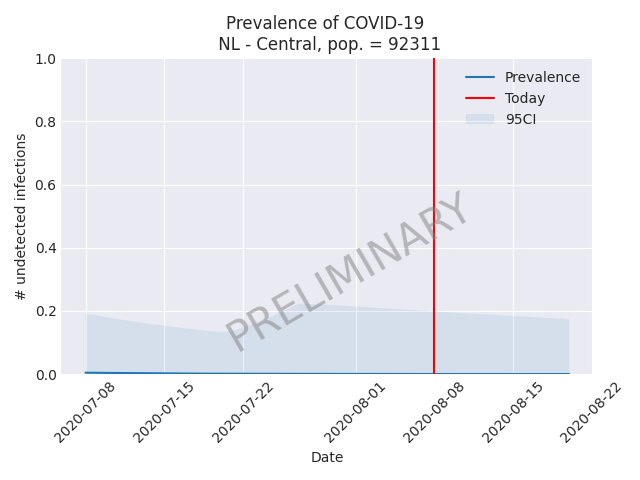 Prevalence of COVID-19
NL - Central, pop. = 92311
# undetected infections
1.0
0.8
0.6
0.4
0.2
0.0
Prevalence
Today
95CI
PRELIMINARY
2020-07-08
2020-07-15
2020-07-22
2020-08-01
2020-08-08
2020-08-15
2020-08-22
Date